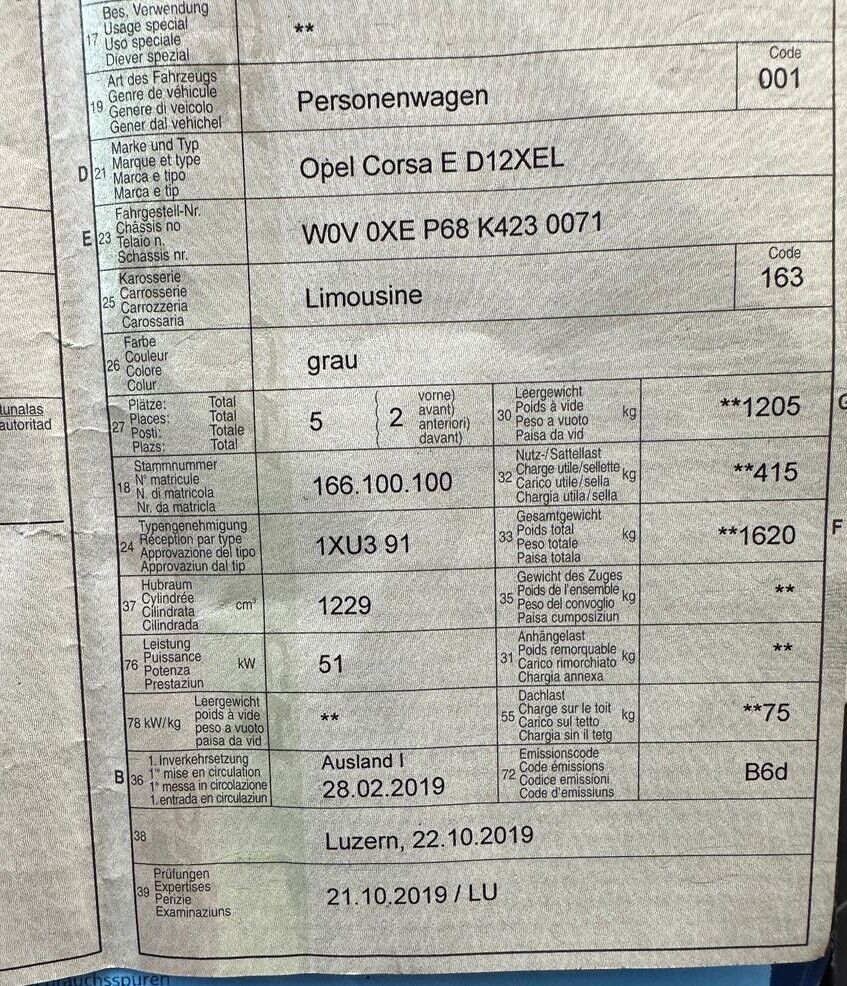 Bes. Verwendung
Usage spécial
17 Uso speciale **
Diever spezial
Art des Fahrzeugs Code
19 Genre de véhicule Personenwagen 001
Genere di veicolo
Gener dal vehichel
Marke und Typ
D 21 Marque et type Opel Corsa E D12XEL
Marca e tipo
Marca e tip
Fahrgestell-Nr.
E 23 Châssis no W0V 0XE P68 K423 0071
Telaio n.
Schassis nr.
Karosserie Code
25 Carrosserie Limousine 163
Carrozzeria
Carossaria
Farbe
26 Couleur grau
Colore
Colur
27 Plätze: Total 5 ( 2 vorne)
Places: Total avant)
Posti: Totale anteriori)
Plazs: Total davant)
30 Leergewicht kg **1205 G
Poids à vide
Peso a vuoto
Paisa da vid
tunalas
autoritad
18 Stammnummer 166.100.100
N° matricule
N. di matricola
Nr. da matricla
32 Nutz-/Sattellast kg **415
Charge utile/sellette
Carico utile/sella
Chargia utila/sella
24 Typengenehmigung 1XU3 91
Réception par type
Approvazione del tipo
Approvaziun dal tip
33 Gesamtgewicht kg **1620 F
Poids total
Peso totale
Paisa totala
37 Hubraum cm³ 1229
Cylindrée
Cilindrata
Cilindrada
35 Gewicht des Zuges kg **
Poids de l'ensemble
Peso del convoglio
Paisa cumposiziun
76 Leistung kW 51
Puissance
Potenza
Prestaziun
31 Anhängelast kg **
Poids remorquable
Carico rimorchiato
Chargia annexa
78 kW/kg Leergewicht **
poids à vide
peso a vuoto
paisa da vid
55 Dachlast kg **75
Charge sur le toit
Carico sul tetto
Chargia sin il tetg
B 36 1. Inverkehrsetzung Ausland I
1re mise en circulation 28.02.2019
1a messa in circolazione
1. entrada en circulaziun
72 Emissionscode B6d
Code émissions
Codice emissioni
Code d'emissiuns
38 Luzern, 22.10.2019
Prüfungen
39 Expertises 21.10.2019 / LU
Perizie
Examinaziuns